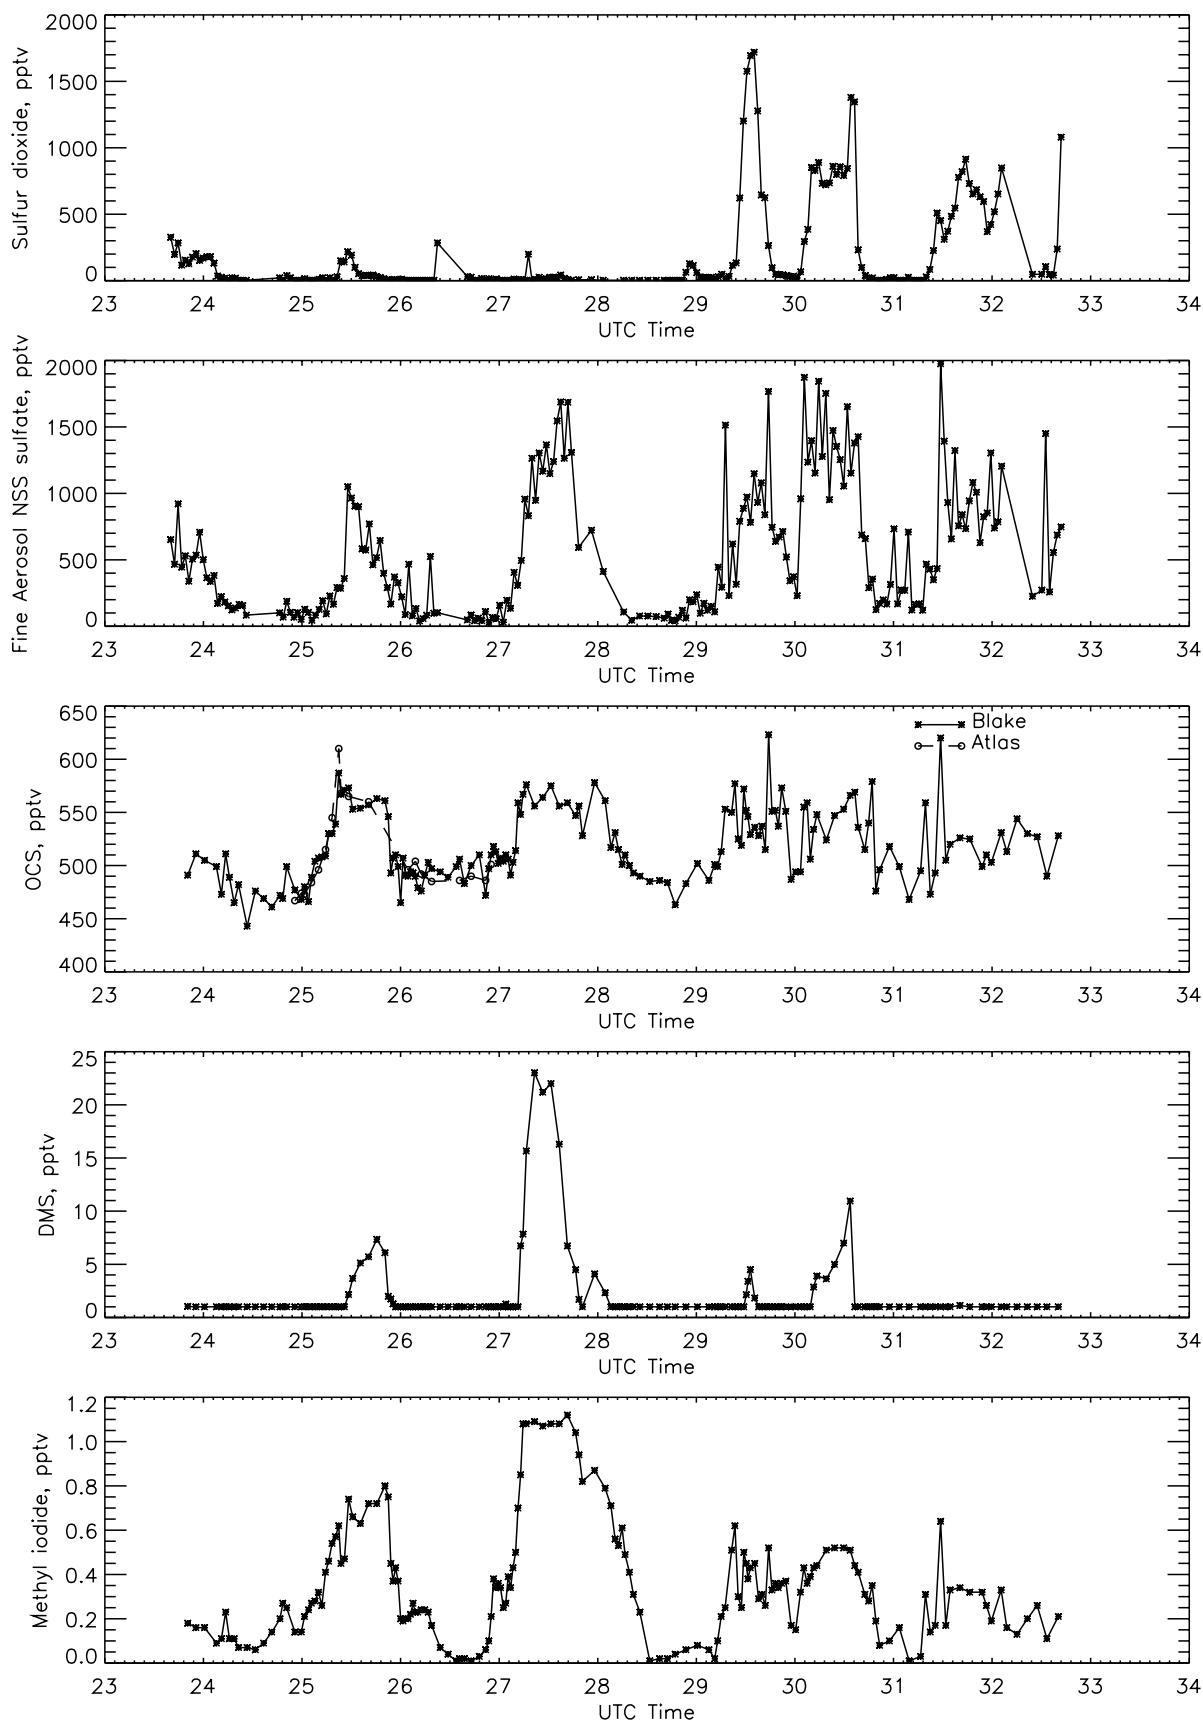 Sulfur dioxide, pptv
2000
1500
1000
500
0
23 24 25 26 27 28 29 30 31 32 33 34
UTC Time
Fine Aerosol NSS sulfate, pptv
2000
1500
1000
500
0
23 24 25 26 27 28 29 30 31 32 33 34
UTC Time
OCS, pptv
650
600
550
500
450
400
Blake
Atlas
23 24 25 26 27 28 29 30 31 32 33 34
UTC Time
DMS, pptv
25
20
15
10
5
0
23 24 25 26 27 28 29 30 31 32 33 34
UTC Time
Methyl iodide, pptv
1.2
1.0
0.8
0.6
0.4
0.2
0.0
23 24 25 26 27 28 29 30 31 32 33 34
UTC Time